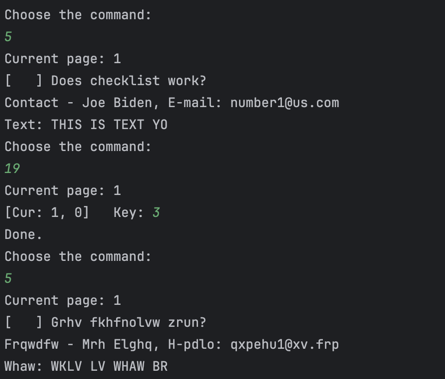 Choose the command:
5
Current page: 1
[   ] Does checklist work?
Contact - Joe Biden, E-mail: number1@us.com
Text: THIS IS TEXT YO
Choose the command:
19
Current page: 1
[Cur: 1, 0]   Key: 3
Done.
Choose the command:
5
Current page: 1
[   ] Grhv fkhfnolvw zrun?
Frqwdfw - Mrh Elghq, H-pdlo: qxpehu1@xv.frp
Whaw: WKLV LV WHAW BR